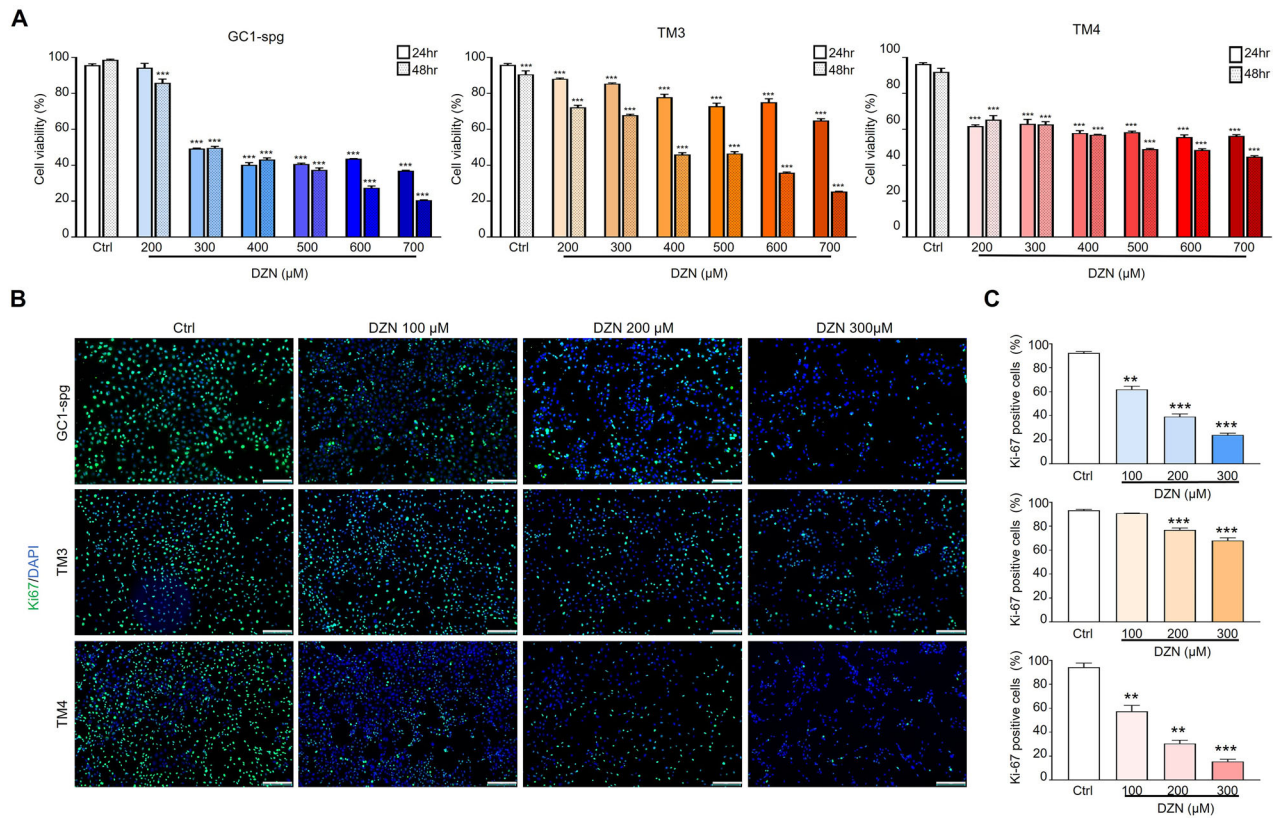 A
GC1-spg
24hr
48hr
Cell viability (%)
100
80
60
40
20
0
***
*** ***
*** ***
*** ***
*** ***
*** ***
Ctrl 200 300 400 500 600 700
DZN (µM)
TM3
24hr
48hr
Cell viability (%)
100
80
60
40
20
0
***
*** ***
*** ***
*** ***
*** ***
*** ***
*** ***
Ctrl 200 300 400 500 600 700
DZN (µM)
TM4
24hr
48hr
Cell viability (%)
100
80
60
40
20
0
*** ***
*** ***
*** ***
*** ***
*** ***
*** ***
Ctrl 200 300 400 500 600 700
DZN (µM)
B
Ctrl DZN 100 µM DZN 200 µM DZN 300µM
Ki67/DAPI
GC1-spg
TM3
TM4
C
Ki-67 positive cells (%)
100
80
60
40
20
0
** *** ***
Ctrl 100 200 300
DZN (µM)
Ki-67 positive cells (%)
100
80
60
40
20
0
*** ***
Ctrl 100 200 300
DZN (µM)
Ki-67 positive cells (%)
100
80
60
40
20
0
** ** ***
Ctrl 100 200 300
DZN (µM)